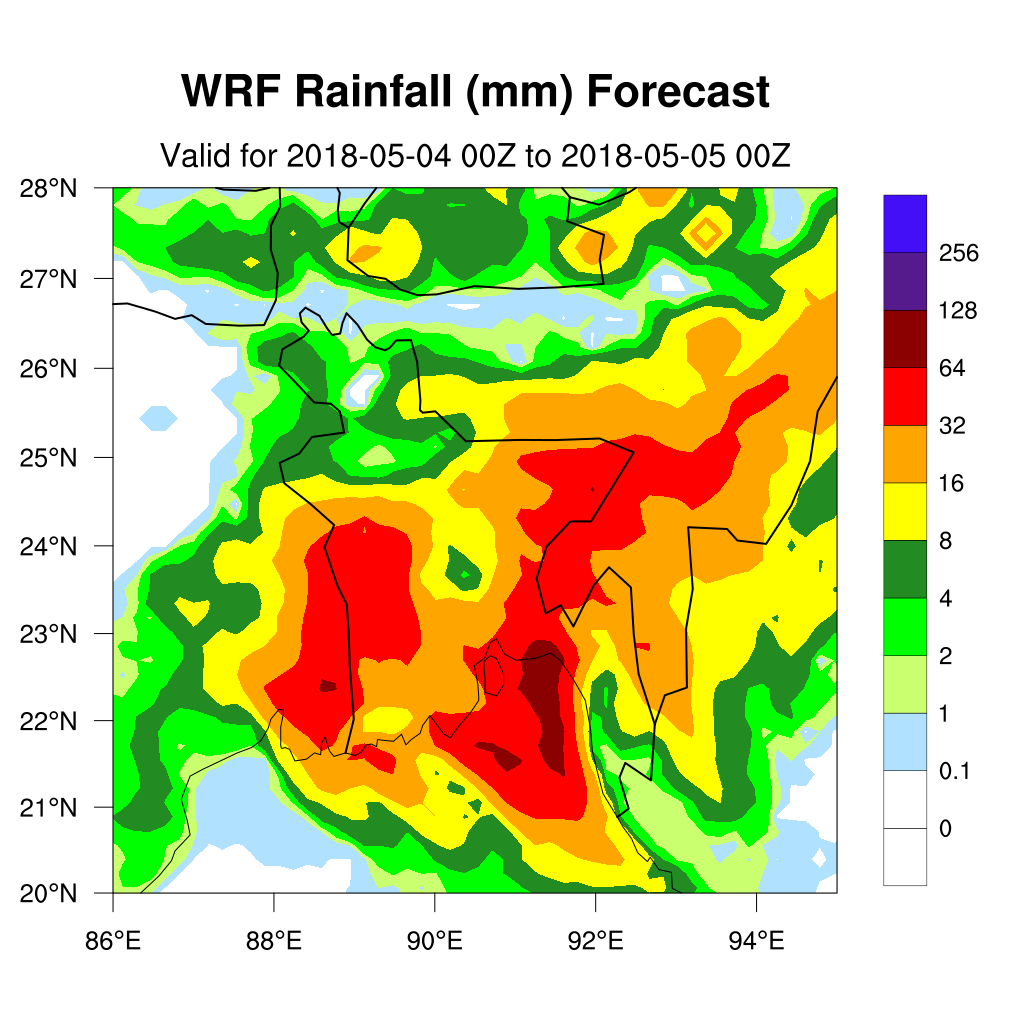 WRF Rainfall (mm) Forecast
Valid for 2018-05-04 00Z to 2018-05-05 00Z
28°N
27°N
26°N
25°N
24°N
23°N
22°N
21°N
20°N
86°E
88°E
90°E
92°E
94°E
256
128
64
32
16
8
4
2
1
0.1
0